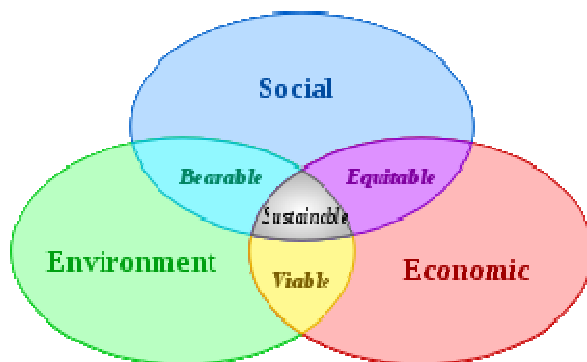 Social
Bearable
Equitable
Sustainable
Environment
Economic
Viable